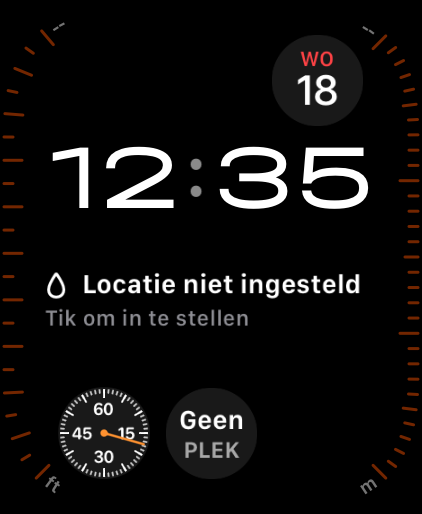 --
--
WO
18
12:35
Locatie niet ingesteld
Tik om in te stellen
60
45
15
30
Geen
PLEK
ft
m